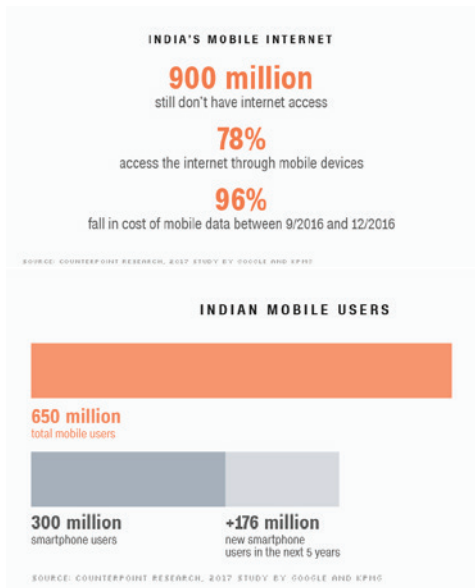 INDIA'S MOBILE INTERNET
900 million
still don't have internet access
78%
access the internet through mobile devices
96%
fall in cost of mobile data between 9/2016 and 12/2016
SOURCE: COUNTERPOINT RESEARCH, 2017 STUDY BY GOOGLE AND KPMG
INDIAN MOBILE USERS
650 million
total mobile users
300 million
smartphone users
+176 million
new smartphone
users in the next 5 years
SOURCE: COUNTERPOINT RESEARCH, 2017 STUDY BY GOOGLE AND KPMG